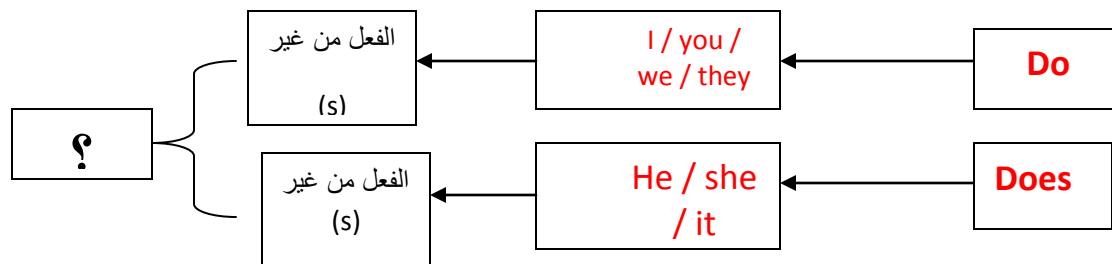 Do
I / you /
we / they
الفعل من غير
(s)
Does
He / she
/ it
الفعل من غير
(s)
؟